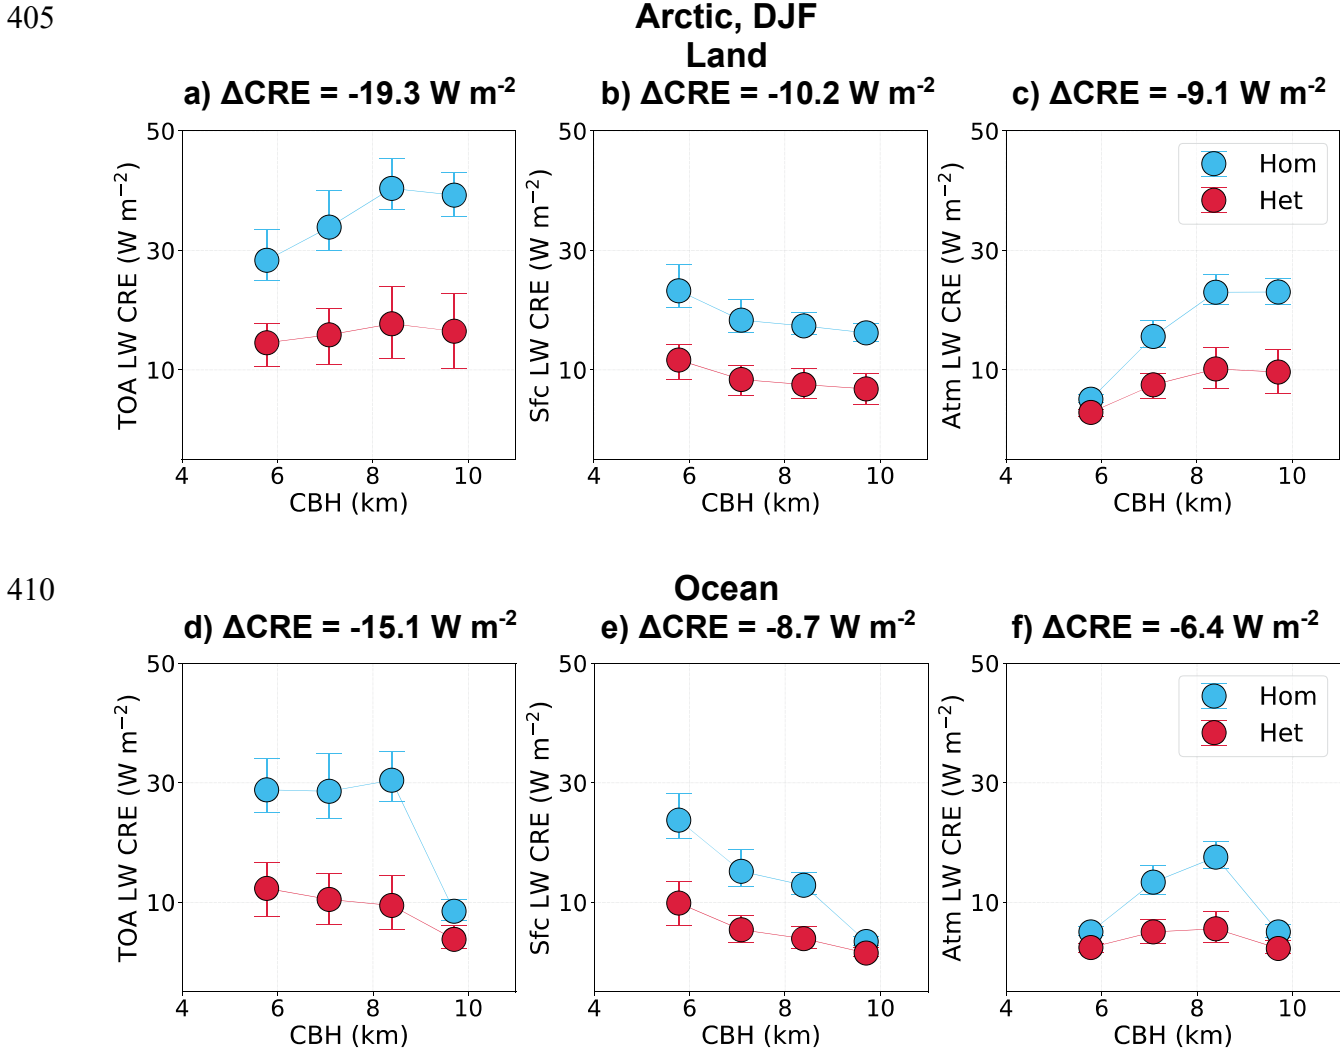 405
Arctic, DJF
Land
a) ΔCRE = -19.3 W m⁻²
b) ΔCRE = -10.2 W m⁻²
c) ΔCRE = -9.1 W m⁻²
50
30
10
TOA LW CRE (W m⁻²)
4 6 8 10
CBH (km)
50
30
10
Sfc LW CRE (W m⁻²)
4 6 8 10
CBH (km)
50
30
10
Atm LW CRE (W m⁻²)
Hom
Het
4 6 8 10
CBH (km)
410
Ocean
d) ΔCRE = -15.1 W m⁻²
e) ΔCRE = -8.7 W m⁻²
f) ΔCRE = -6.4 W m⁻²
50
30
10
TOA LW CRE (W m⁻²)
4 6 8 10
CBH (km)
50
30
10
Sfc LW CRE (W m⁻²)
4 6 8 10
CBH (km)
50
30
10
Atm LW CRE (W m⁻²)
Hom
Het
4 6 8 10
CBH (km)